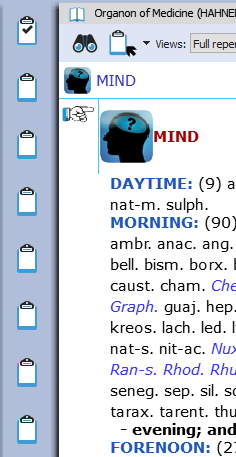 Organon of Medicine (HAHNE
Views: Full reper
MIND
MIND
DAYTIME: (9) a
nat-m. sulph.
MORNING: (90)
ambr. anac. ang.
bell. bism. borx.
caust. cham. Che
Graph. guaj. hep.
kreos. lach. led. l
nat-s. nit-ac. Nux
Ran-s. Rhod. Rhu
seneg. sep. sil. s
tarax. tarent. thu
- evening; and
FORENOON: (2